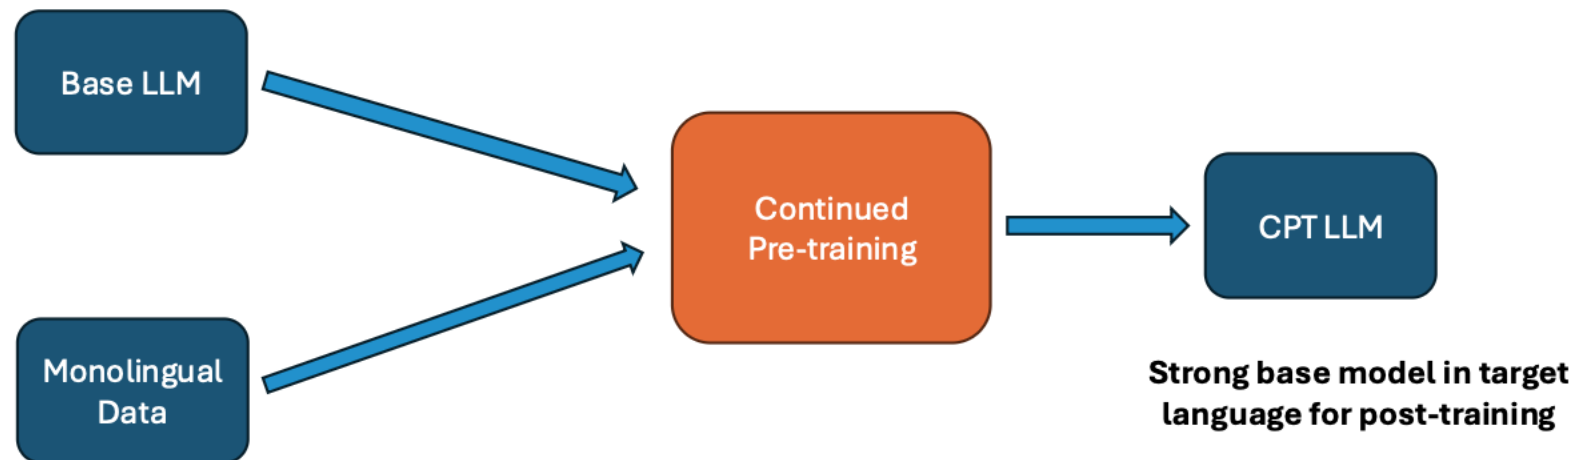 Base LLM
Monolingual
Data
Continued
Pre-training
CPT LLM
Strong base model in target
language for post-training